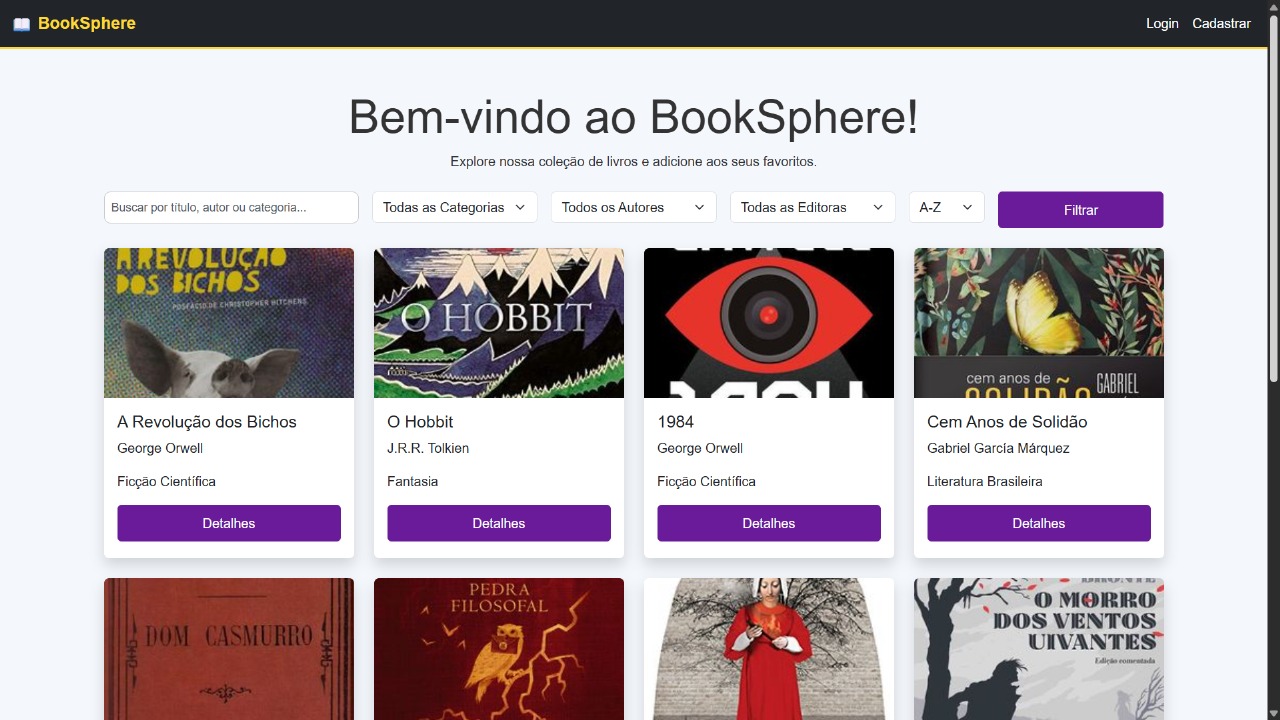 BookSphere
Login Cadastrar
Bem-vindo ao BookSphere!
Explore nossa coleção de livros e adicione aos seus favoritos.
Buscar por título, autor ou categoria...
Todas as Categorias
Todos os Autores
Todas as Editoras
A-Z
Filtrar
A REVOLUÇÃO
DOS BICHOS
POSFÁCIO DE CHRISTOPHER HITCHENS
O HOBBIT
cem anos de
SOLIDÃO
GABRIEL
A Revolução dos Bichos
George Orwell
Ficção Científica
Detalhes
O Hobbit
J.R.R. Tolkien
Fantasia
Detalhes
1984
George Orwell
Ficção Científica
Detalhes
Cem Anos de Solidão
Gabriel García Márquez
Literatura Brasileira
Detalhes
DOM CASMURRO
PEDRA
FILOSOFAL
BRONTË
O MORRO
DOS VENTOS
UIVANTES
Edição comentada